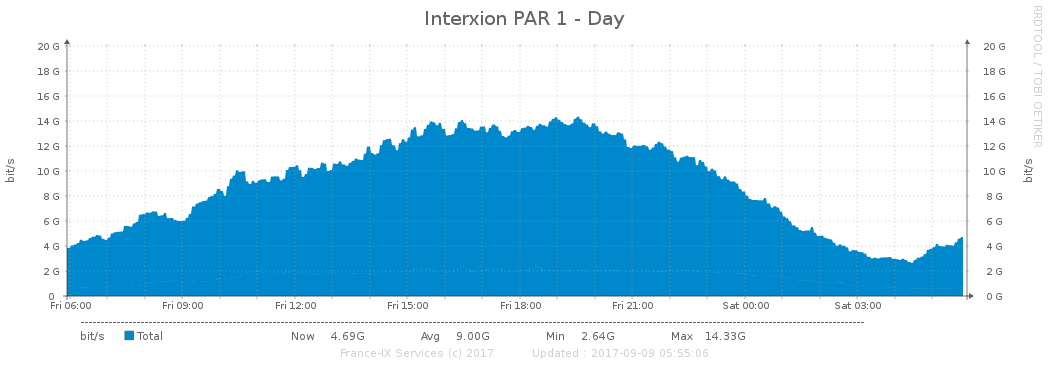 Interxion PAR 1 - Day
RRDTOOL / TOBI OETIKER
bit/s
20 G 20 G
18 G 18 G
16 G 16 G
14 G 14 G
12 G 12 G
10 G 10 G
8 G 8 G
6 G 6 G
4 G 4 G
2 G 2 G
0 0 G
bit/s
Fri 06:00 Fri 09:00 Fri 12:00 Fri 15:00 Fri 18:00 Fri 21:00 Sat 00:00 Sat 03:00
bit/s Total Now 4.69G Avg 9.00G Min 2.64G Max 14.33G
France-IX Services (c) 2017 Updated : 2017-09-09 05:55:06